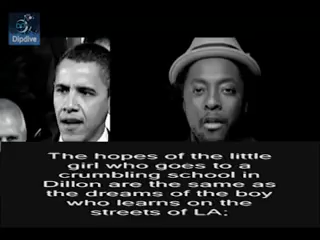 Dipdive
The hopes of the little
girl who goes to a
crumbling school in
Dillon are the same as
the dreams of the boy
who learns on the
streets of LA;